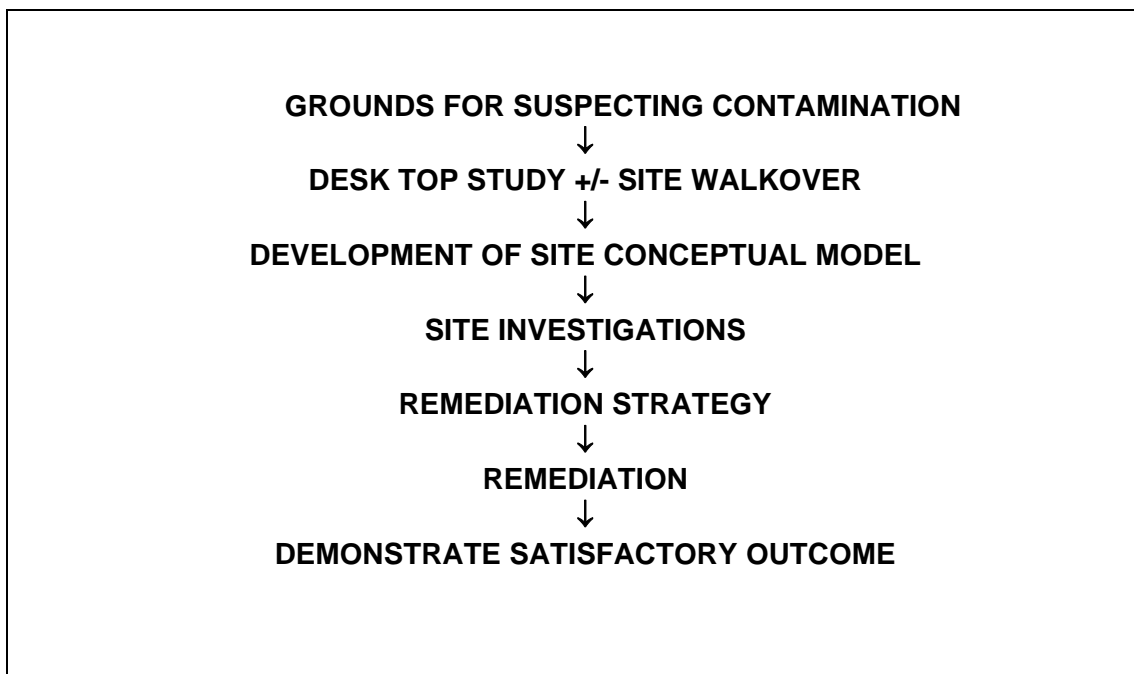 GROUNDS FOR SUSPECTING CONTAMINATION
↓
DESK TOP STUDY +/- SITE WALKOVER
↓
DEVELOPMENT OF SITE CONCEPTUAL MODEL
↓
SITE INVESTIGATIONS
↓
REMEDIATION STRATEGY
↓
REMEDIATION
↓
DEMONSTRATE SATISFACTORY OUTCOME